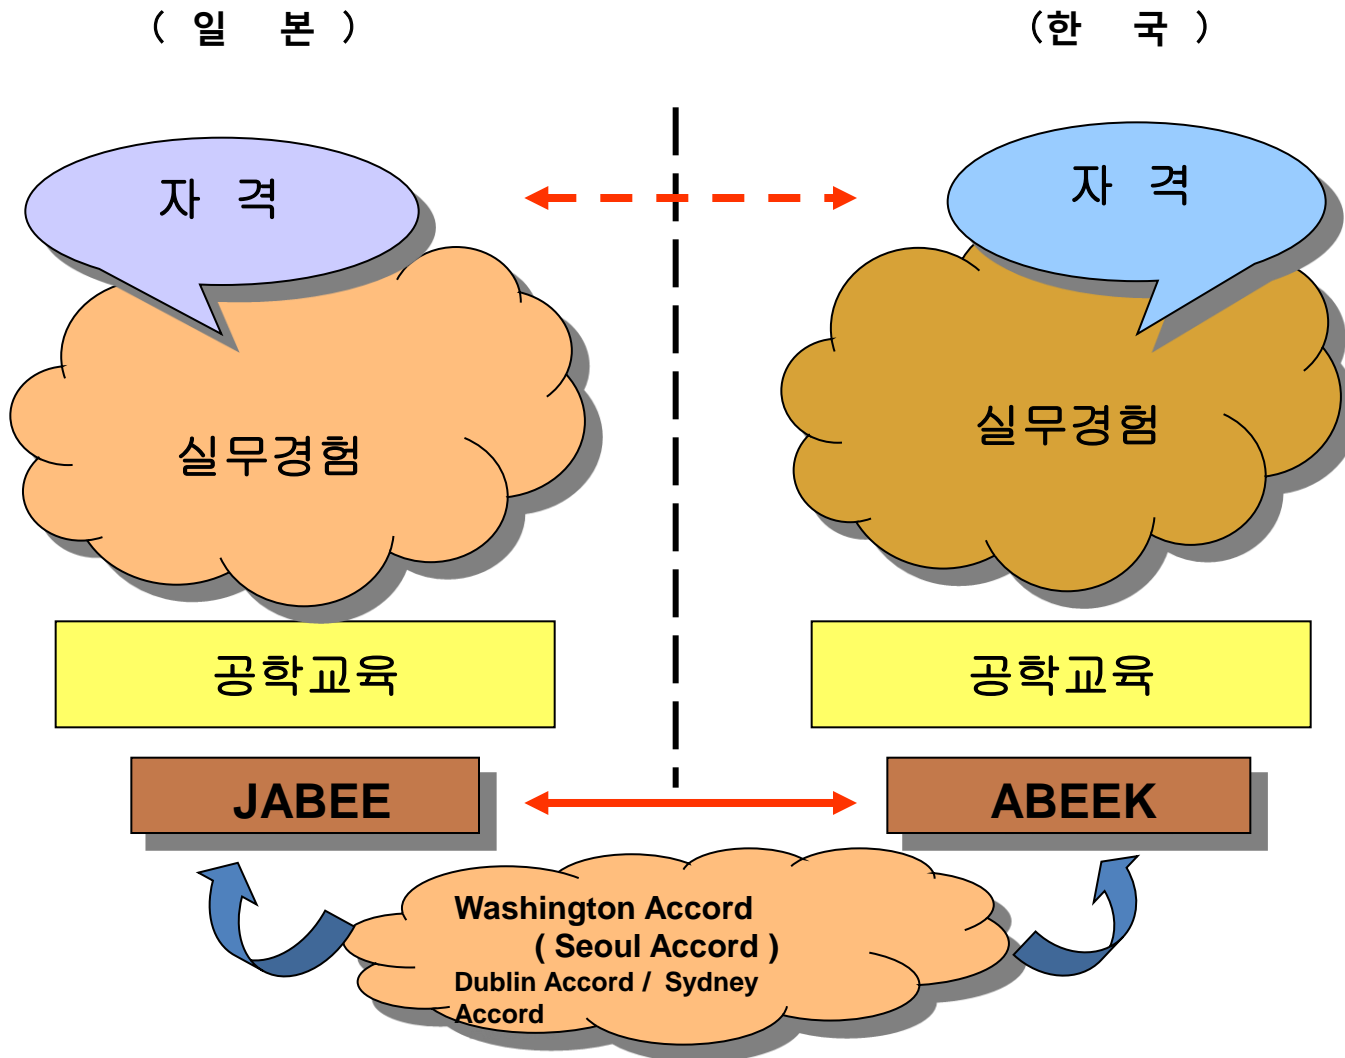 ( 일 본 )
(한 국 )
자 격
자 격
실무경험
실무경험
공학교육
공학교육
JABEE
ABEEK
Washington Accord
( Seoul Accord )
Dublin Accord / Sydney
Accord